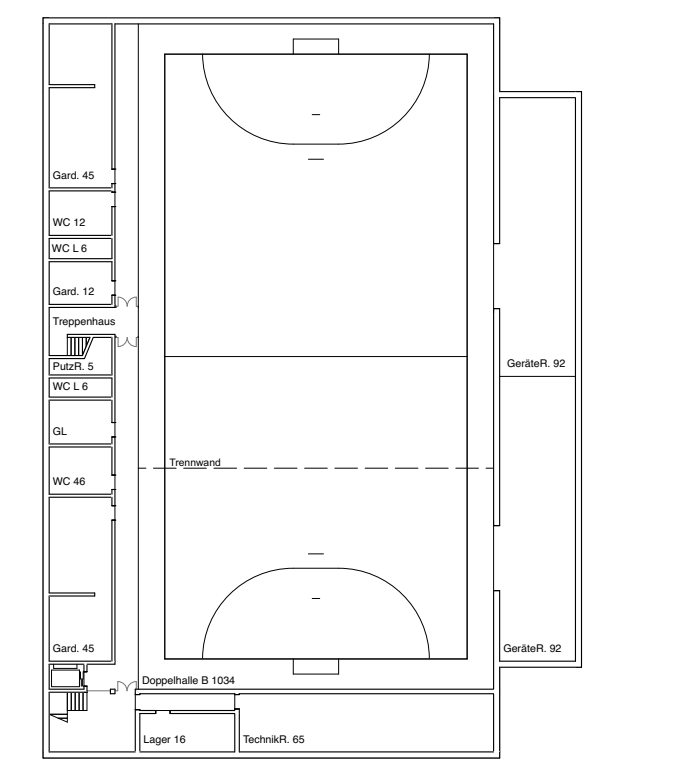 Gard. 45
WC 12
WC L 6
Gard. 12
Treppenhaus
PutzR. 5
GeräteR. 92
WC L 6
GL
Trennwand
WC 46
Gard. 45
GeräteR. 92
Doppelhalle B 1034
Lager 16
TechnikR. 65